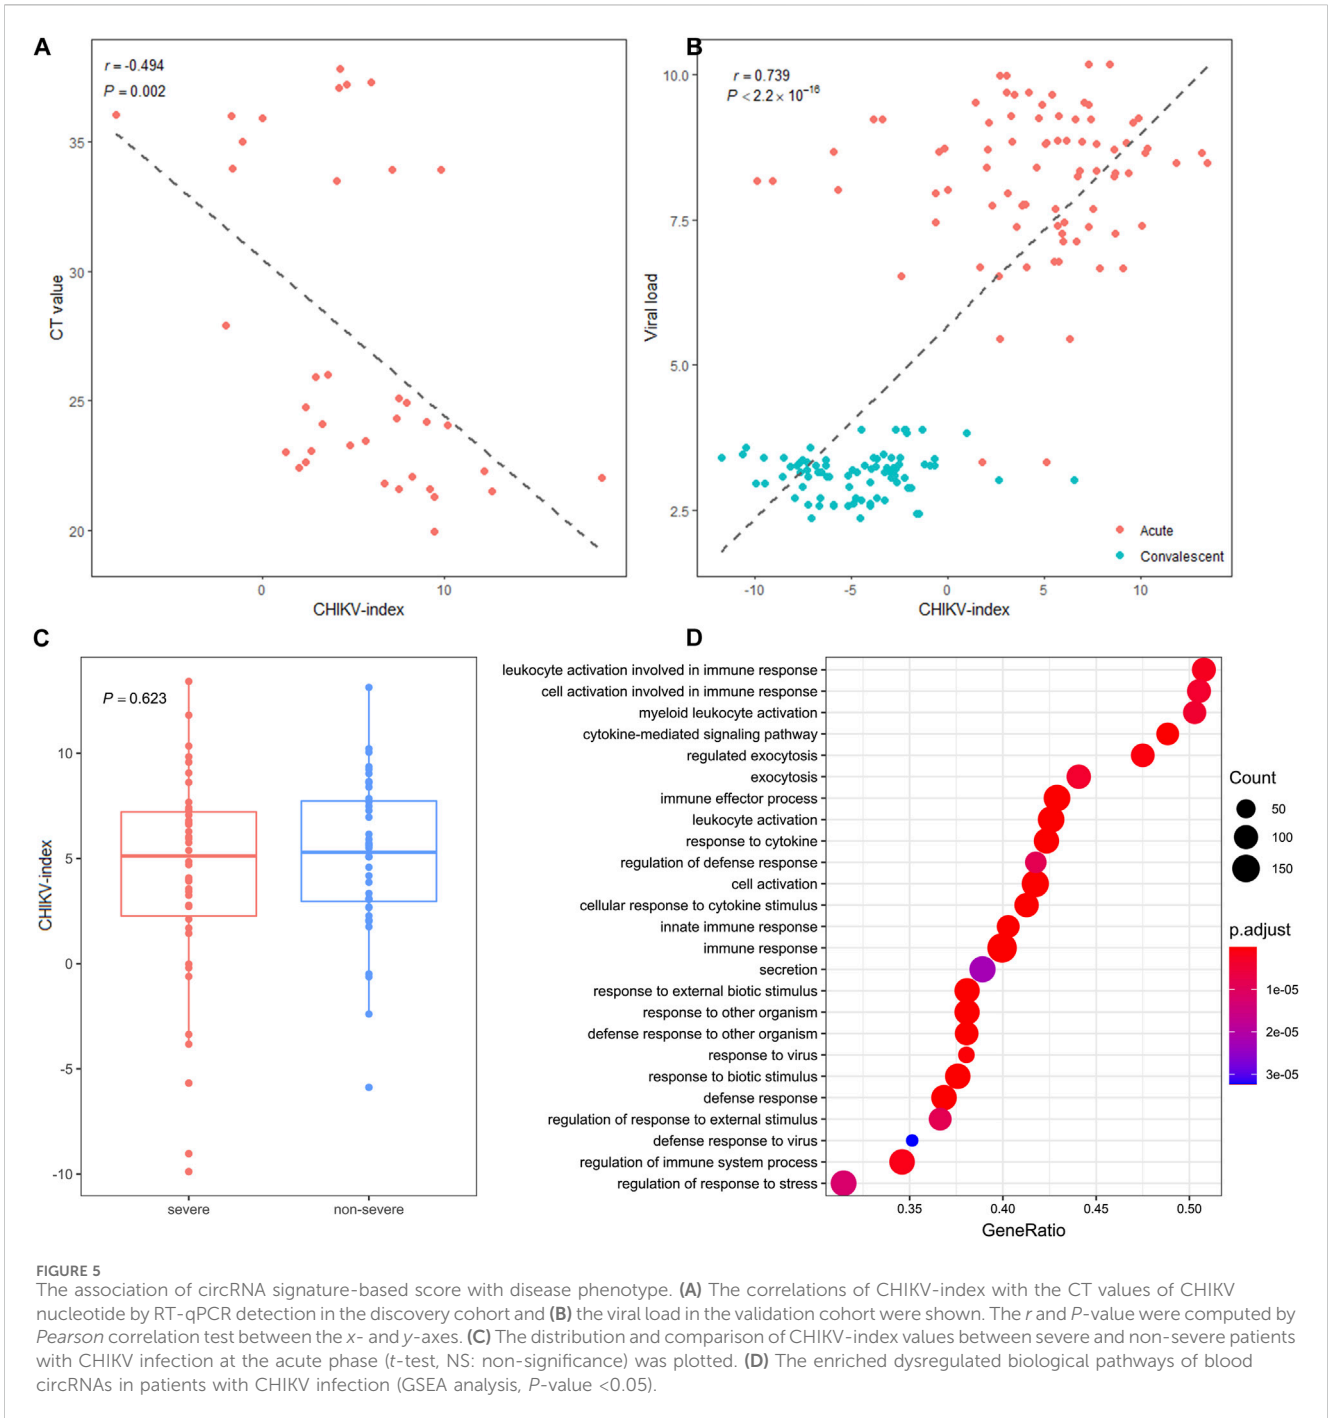 A
r = -0.494
P = 0.002
35
30
25
20
CT value
0
10
CHIKV-index
B
r = 0.739
P < 2.2 × 10⁻¹⁶
10.0
7.5
5.0
2.5
Viral load
Acute
Convalescent
-10
-5
0
5
10
CHIKV-index
C
P = 0.623
10
5
0
-5
-10
CHIKV-index
severe
non-severe
D
leukocyte activation involved in immune response
cell activation involved in immune response
myeloid leukocyte activation
cytokine-mediated signaling pathway
regulated exocytosis
exocytosis
immune effector process
leukocyte activation
response to cytokine
regulation of defense response
cell activation
cellular response to cytokine stimulus
innate immune response
immune response
secretion
response to external biotic stimulus
response to other organism
defense response to other organism
response to virus
response to biotic stimulus
defense response
regulation of response to external stimulus
defense response to virus
regulation of immune system process
regulation of response to stress
0.35
0.40
0.45
0.50
GeneRatio
Count
50
100
150
p.adjust
1e-05
2e-05
3e-05
FIGURE 5
The association of circRNA signature-based score with disease phenotype. (A) The correlations of CHIKV-index with the CT values of CHIKV
nucleotide by RT-qPCR detection in the discovery cohort and (B) the viral load in the validation cohort were shown. The r and P-value were computed by
Pearson correlation test between the x- and y-axes. (C) The distribution and comparison of CHIKV-index values between severe and non-severe patients
with CHIKV infection at the acute phase (t-test, NS: non-significance) was plotted. (D) The enriched dysregulated biological pathways of blood
circRNAs in patients with CHIKV infection (GSEA analysis, P-value <0.05).